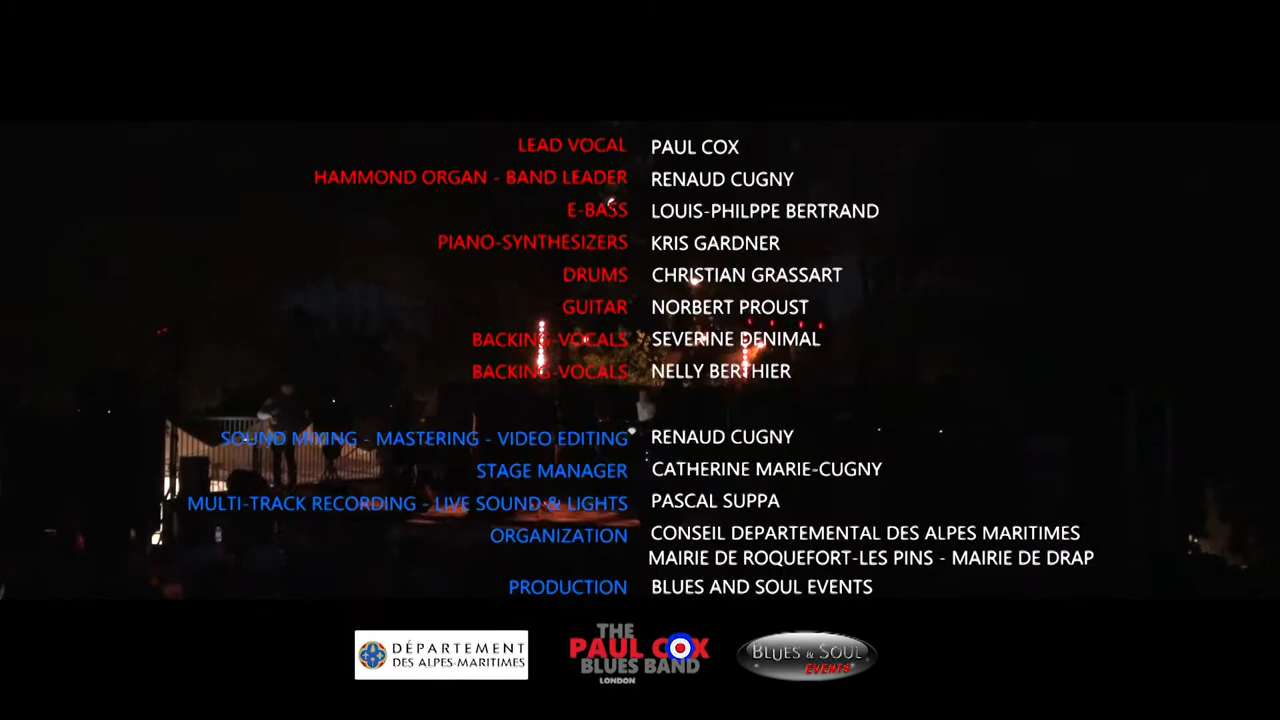 LEAD VOCAL PAUL COX
HAMMOND ORGAN - BAND LEADER RENAUD CUGNY
E-BASS LOUIS-PHILPPE BERTRAND
PIANO-SYNTHESIZERS KRIS GARDNER
DRUMS CHRISTIAN GRASSART
GUITAR NORBERT PROUST
BACKING-VOCALS SEVERINE DENIMAL
BACKING-VOCALS NELLY BERTHIER
SOUND MIXING - MASTERING - VIDEO EDITING RENAUD CUGNY
STAGE MANAGER CATHERINE MARIE-CUGNY
MULTI-TRACK RECORDING - LIVE SOUND & LIGHTS PASCAL SUPPA
ORGANIZATION CONSEIL DEPARTEMENTAL DES ALPES MARITIMES
MAIRIE DE ROQUEFORT-LES PINS - MAIRIE DE DRAP
PRODUCTION BLUES AND SOUL EVENTS
DÉPARTEMENT
DES ALPES-MARITIMES
THE
PAUL COX
BLUES BAND
LONDON
BLUES & SOUL
EVENTS